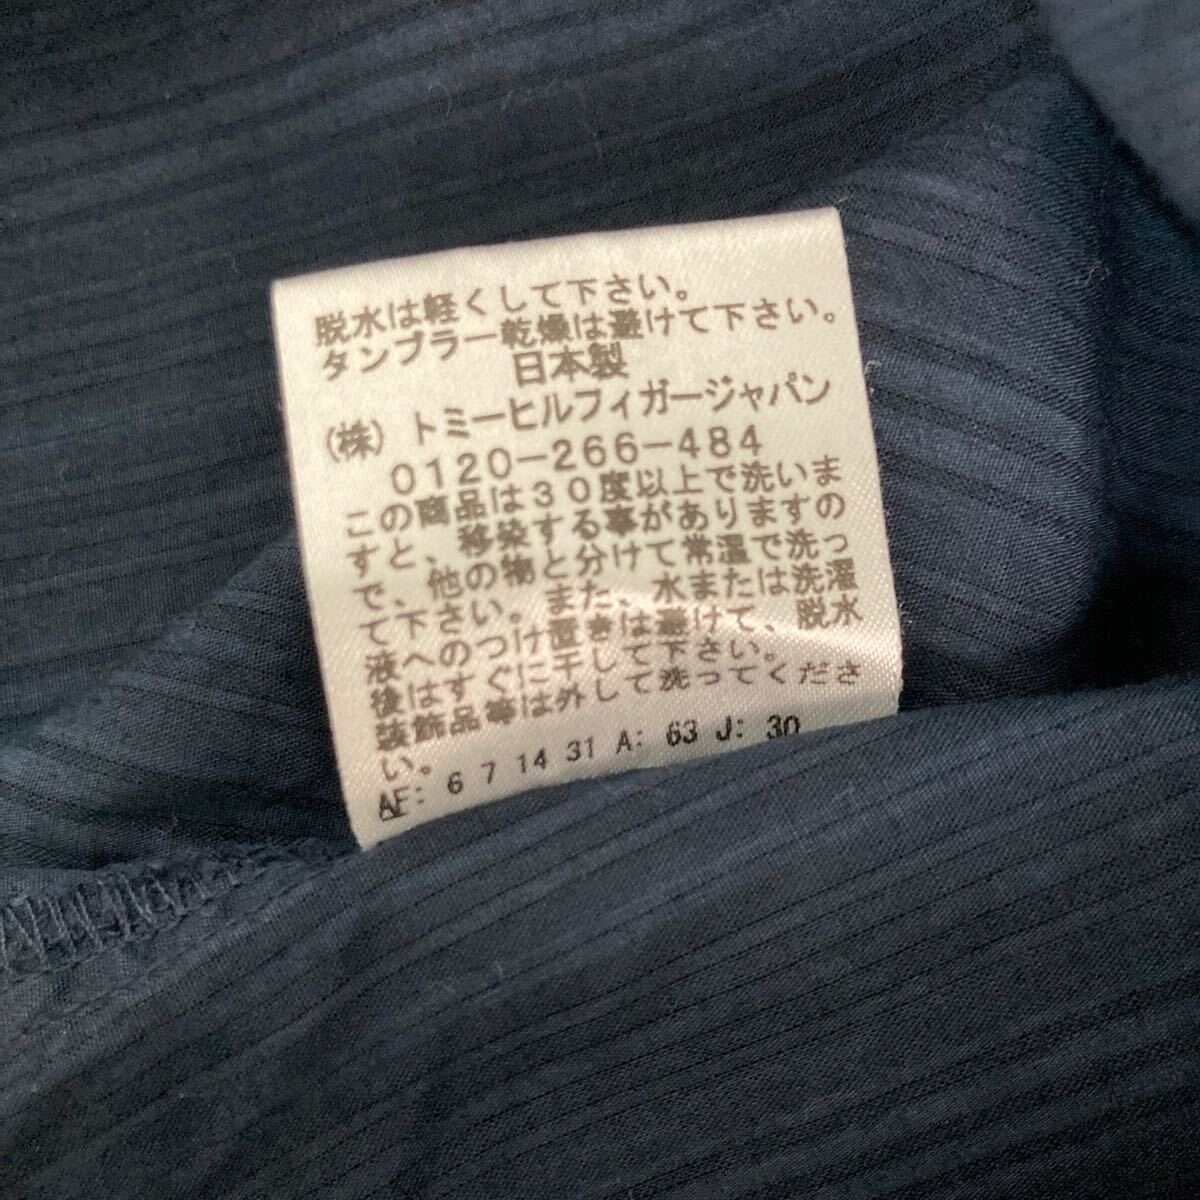 脱水は軽くして下さい。
タンブラー乾燥は避けて下さい。
日本製
(株) トミーヒルフィガージャパン
0120-266-484
この商品は30度以上で洗いま
すと、移染する事がありますの
で、他の物と分けて常温で洗っ
て下さい。また、水または洗濯
液へのつけ置きは避けて、脱水
後はすぐに干して下さい。
装飾品等は外して洗ってくださ
い。
AF: 6 7 14 31 A: 63 J: 30